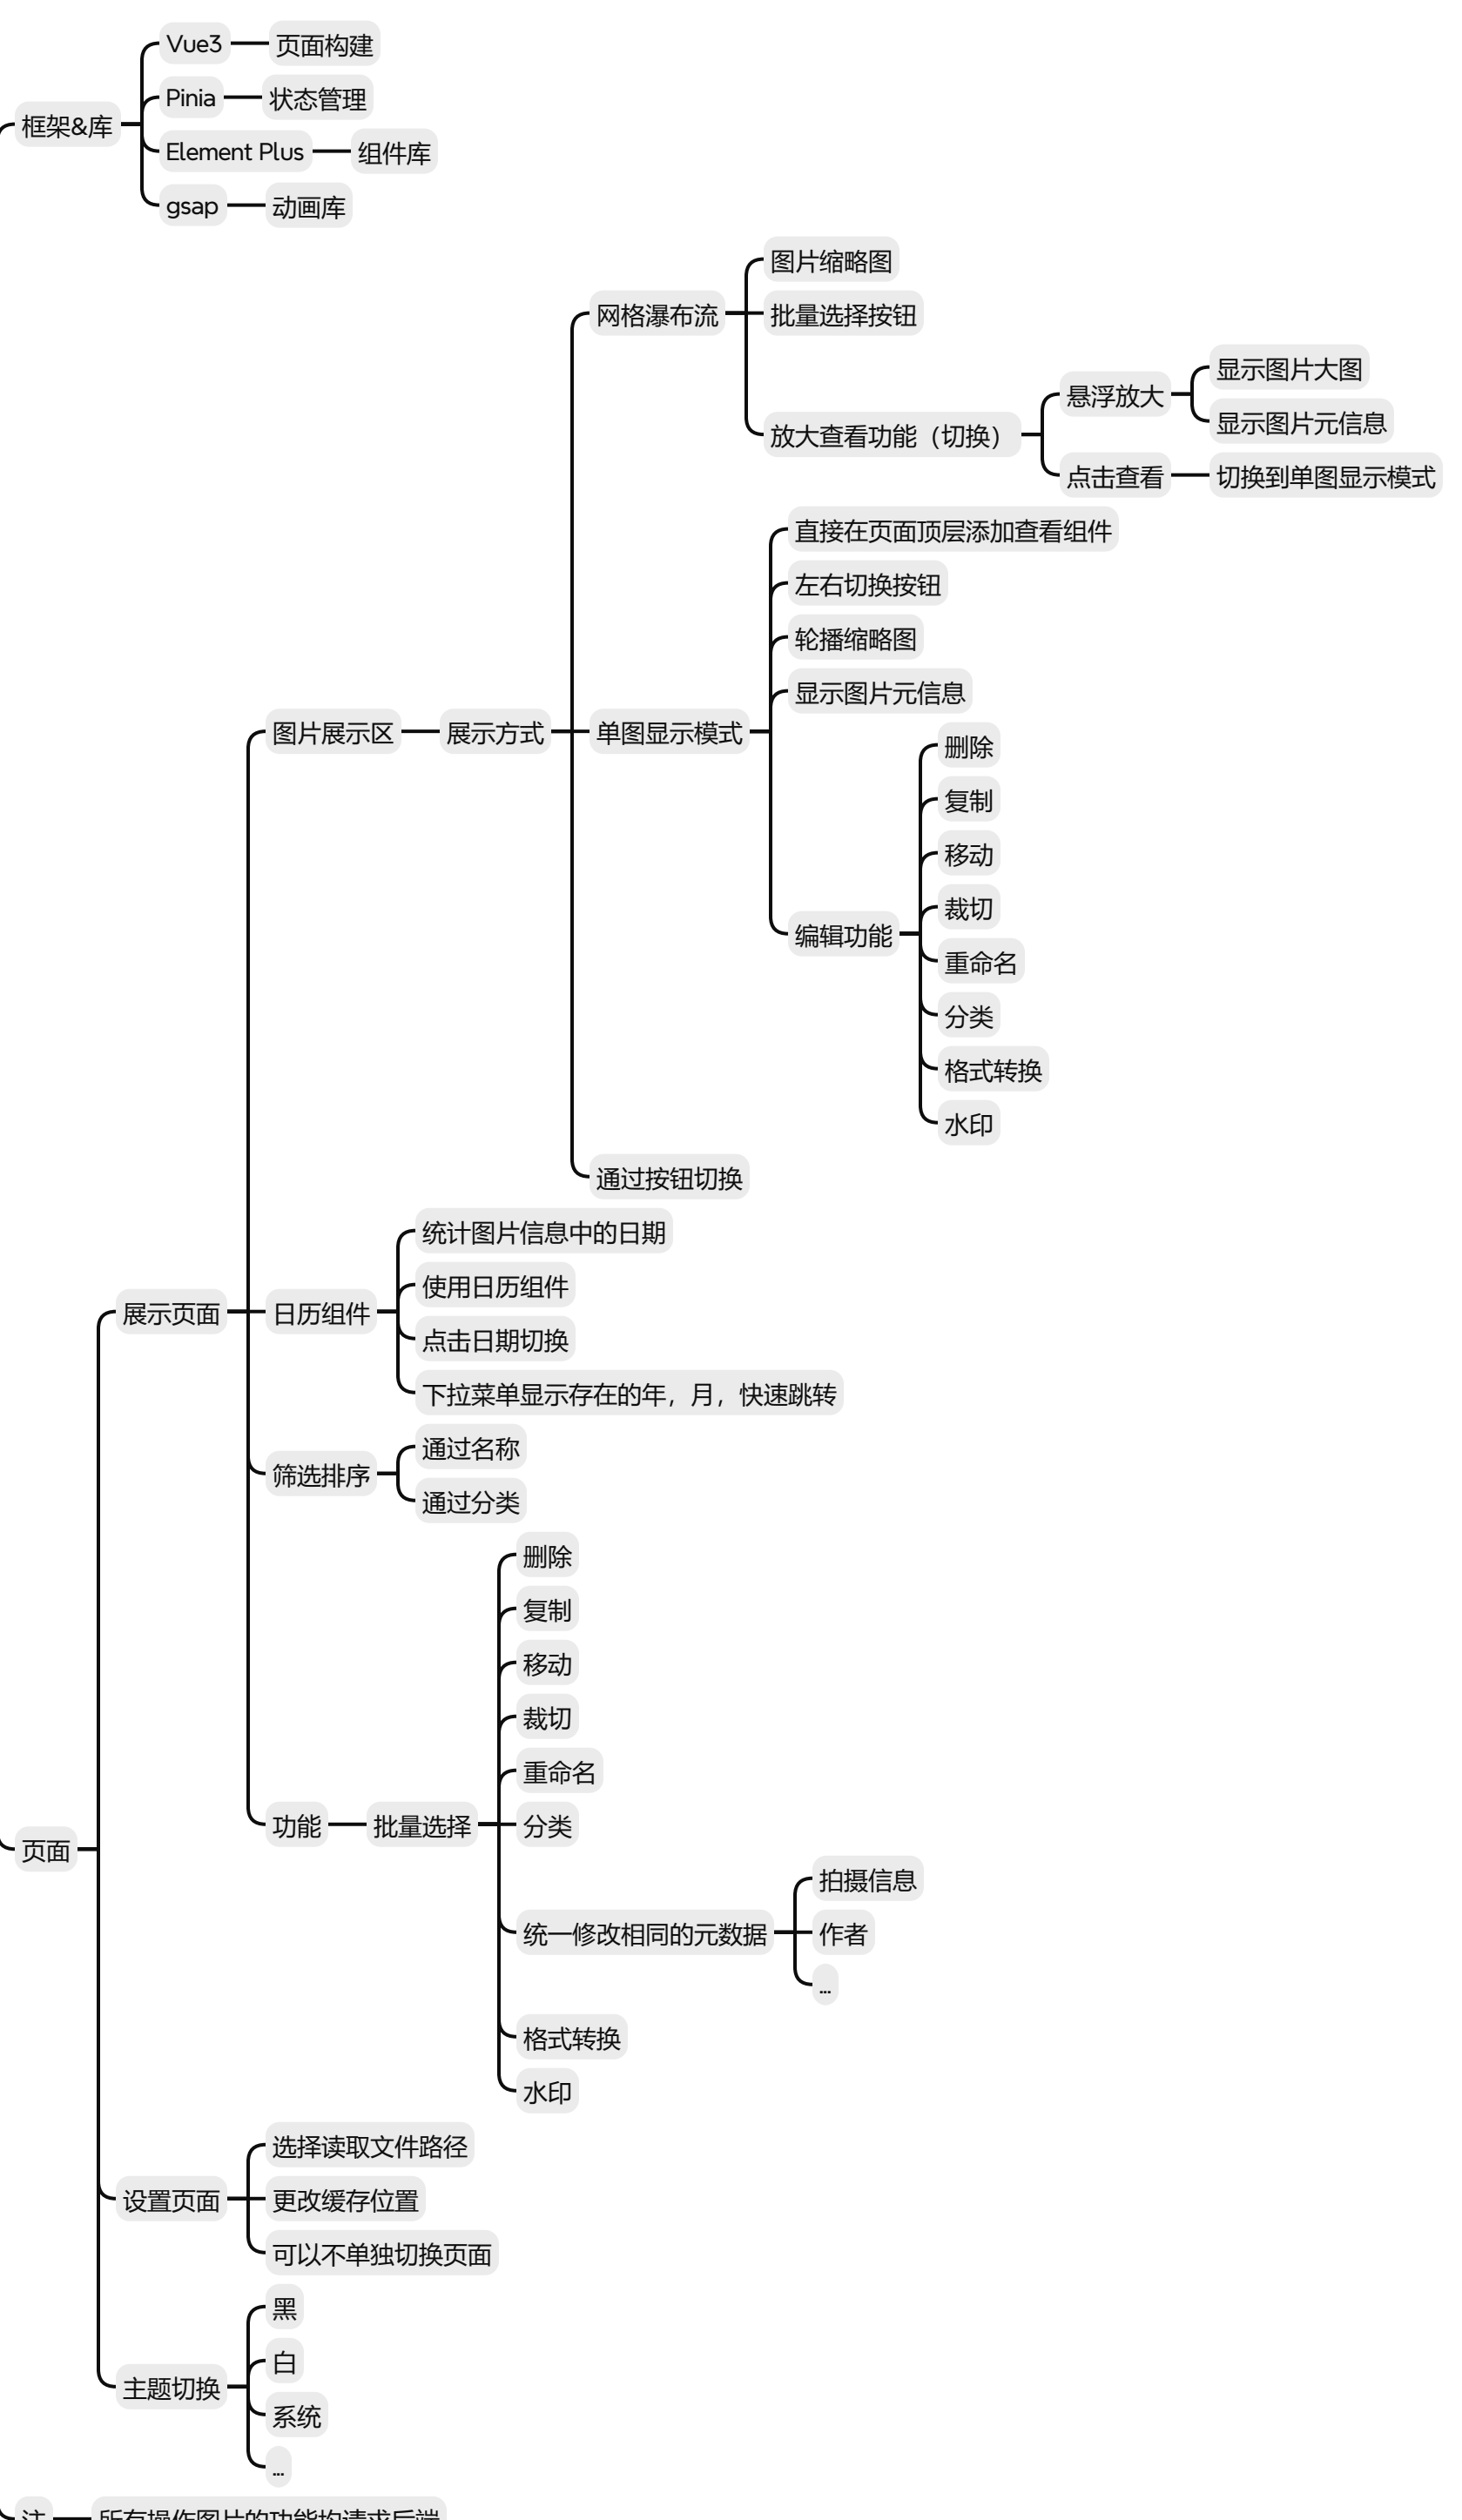 框架&库
Vue3
页面构建
Pinia
状态管理
Element Plus
组件库
gsap
动画库
页面
展示页面
图片展示区
展示方式
网格瀑布流
图片缩略图
批量选择按钮
放大查看功能（切换）
悬浮放大
显示图片大图
显示图片元信息
点击查看
切换到单图显示模式
单图显示模式
直接在页面顶层添加查看组件
左右切换按钮
轮播缩略图
显示图片元信息
编辑功能
删除
复制
移动
裁切
重命名
分类
格式转换
水印
通过按钮切换
日历组件
统计图片信息中的日期
使用日历组件
点击日期切换
下拉菜单显示存在的年，月，快速跳转
筛选排序
通过名称
通过分类
功能
批量选择
删除
复制
移动
裁切
重命名
分类
统一修改相同的元数据
拍摄信息
作者
...
格式转换
水印
设置页面
选择读取文件路径
更改缓存位置
可以不单独切换页面
主题切换
黑
白
系统
...
注
所有操作图片的功能均请求后端